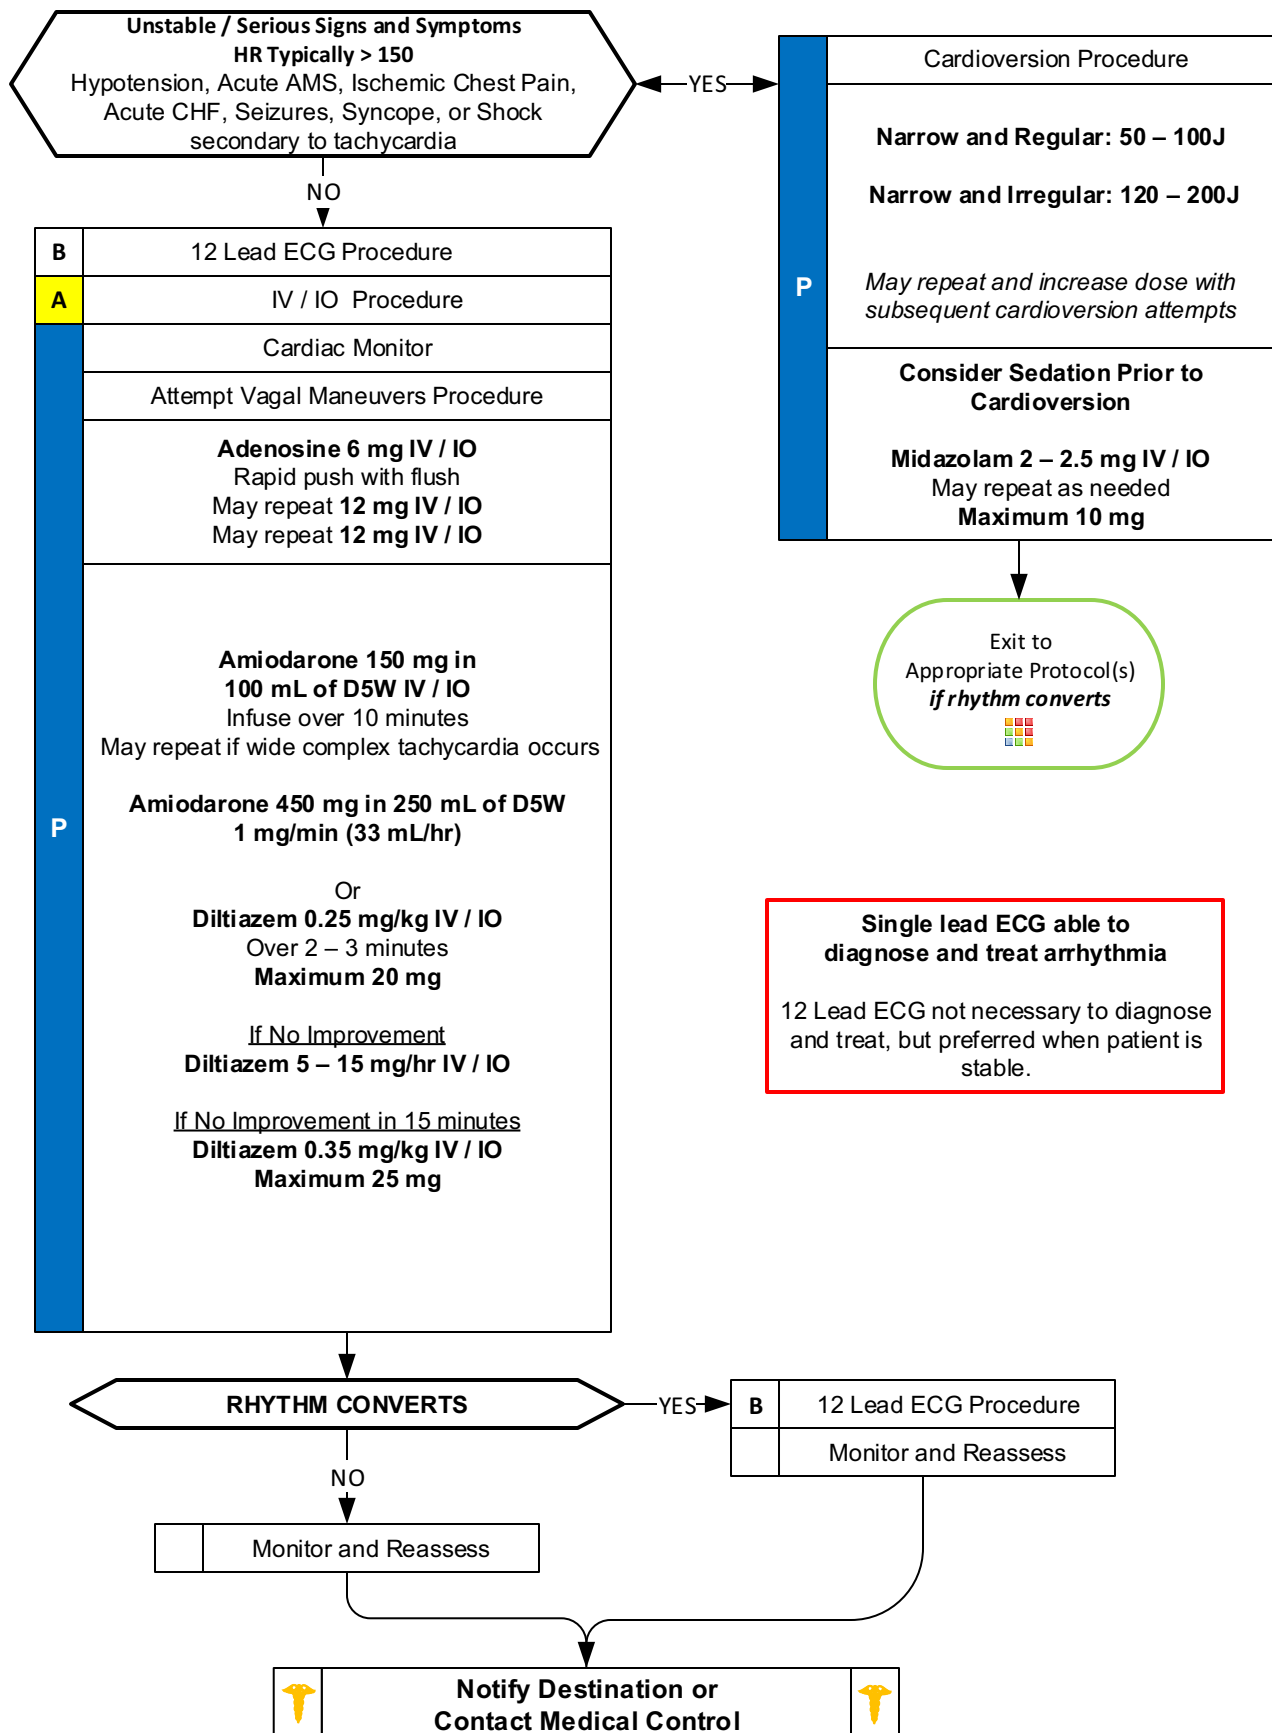 Unstable / Serious Signs and Symptoms
HR Typically > 150
Hypotension, Acute AMS, Ischemic Chest Pain,
Acute CHF, Seizures, Syncope, or Shock
secondary to tachycardia
YES
NO
P
Cardioversion Procedure
Narrow and Regular: 50 – 100J
Narrow and Irregular: 120 – 200J
May repeat and increase dose with
subsequent cardioversion attempts
Consider Sedation Prior to
Cardioversion
Midazolam 2 – 2.5 mg IV / IO
May repeat as needed
Maximum 10 mg
Exit to
Appropriate Protocol(s)
if rhythm converts
B
12 Lead ECG Procedure
A
IV / IO Procedure
P
Cardiac Monitor
Attempt Vagal Maneuvers Procedure
Adenosine 6 mg IV / IO
Rapid push with flush
May repeat 12 mg IV / IO
May repeat 12 mg IV / IO
Amiodarone 150 mg in
100 mL of D5W IV / IO
Infuse over 10 minutes
May repeat if wide complex tachycardia occurs
Amiodarone 450 mg in 250 mL of D5W
1 mg/min (33 mL/hr)
Or
Diltiazem 0.25 mg/kg IV / IO
Over 2 – 3 minutes
Maximum 20 mg
If No Improvement
Diltiazem 5 – 15 mg/hr IV / IO
If No Improvement in 15 minutes
Diltiazem 0.35 mg/kg IV / IO
Maximum 25 mg
Single lead ECG able to
diagnose and treat arrhythmia
12 Lead ECG not necessary to diagnose
and treat, but preferred when patient is
stable.
RHYTHM CONVERTS
YES
B
12 Lead ECG Procedure
Monitor and Reassess
NO
Monitor and Reassess
Notify Destination or
Contact Medical Control